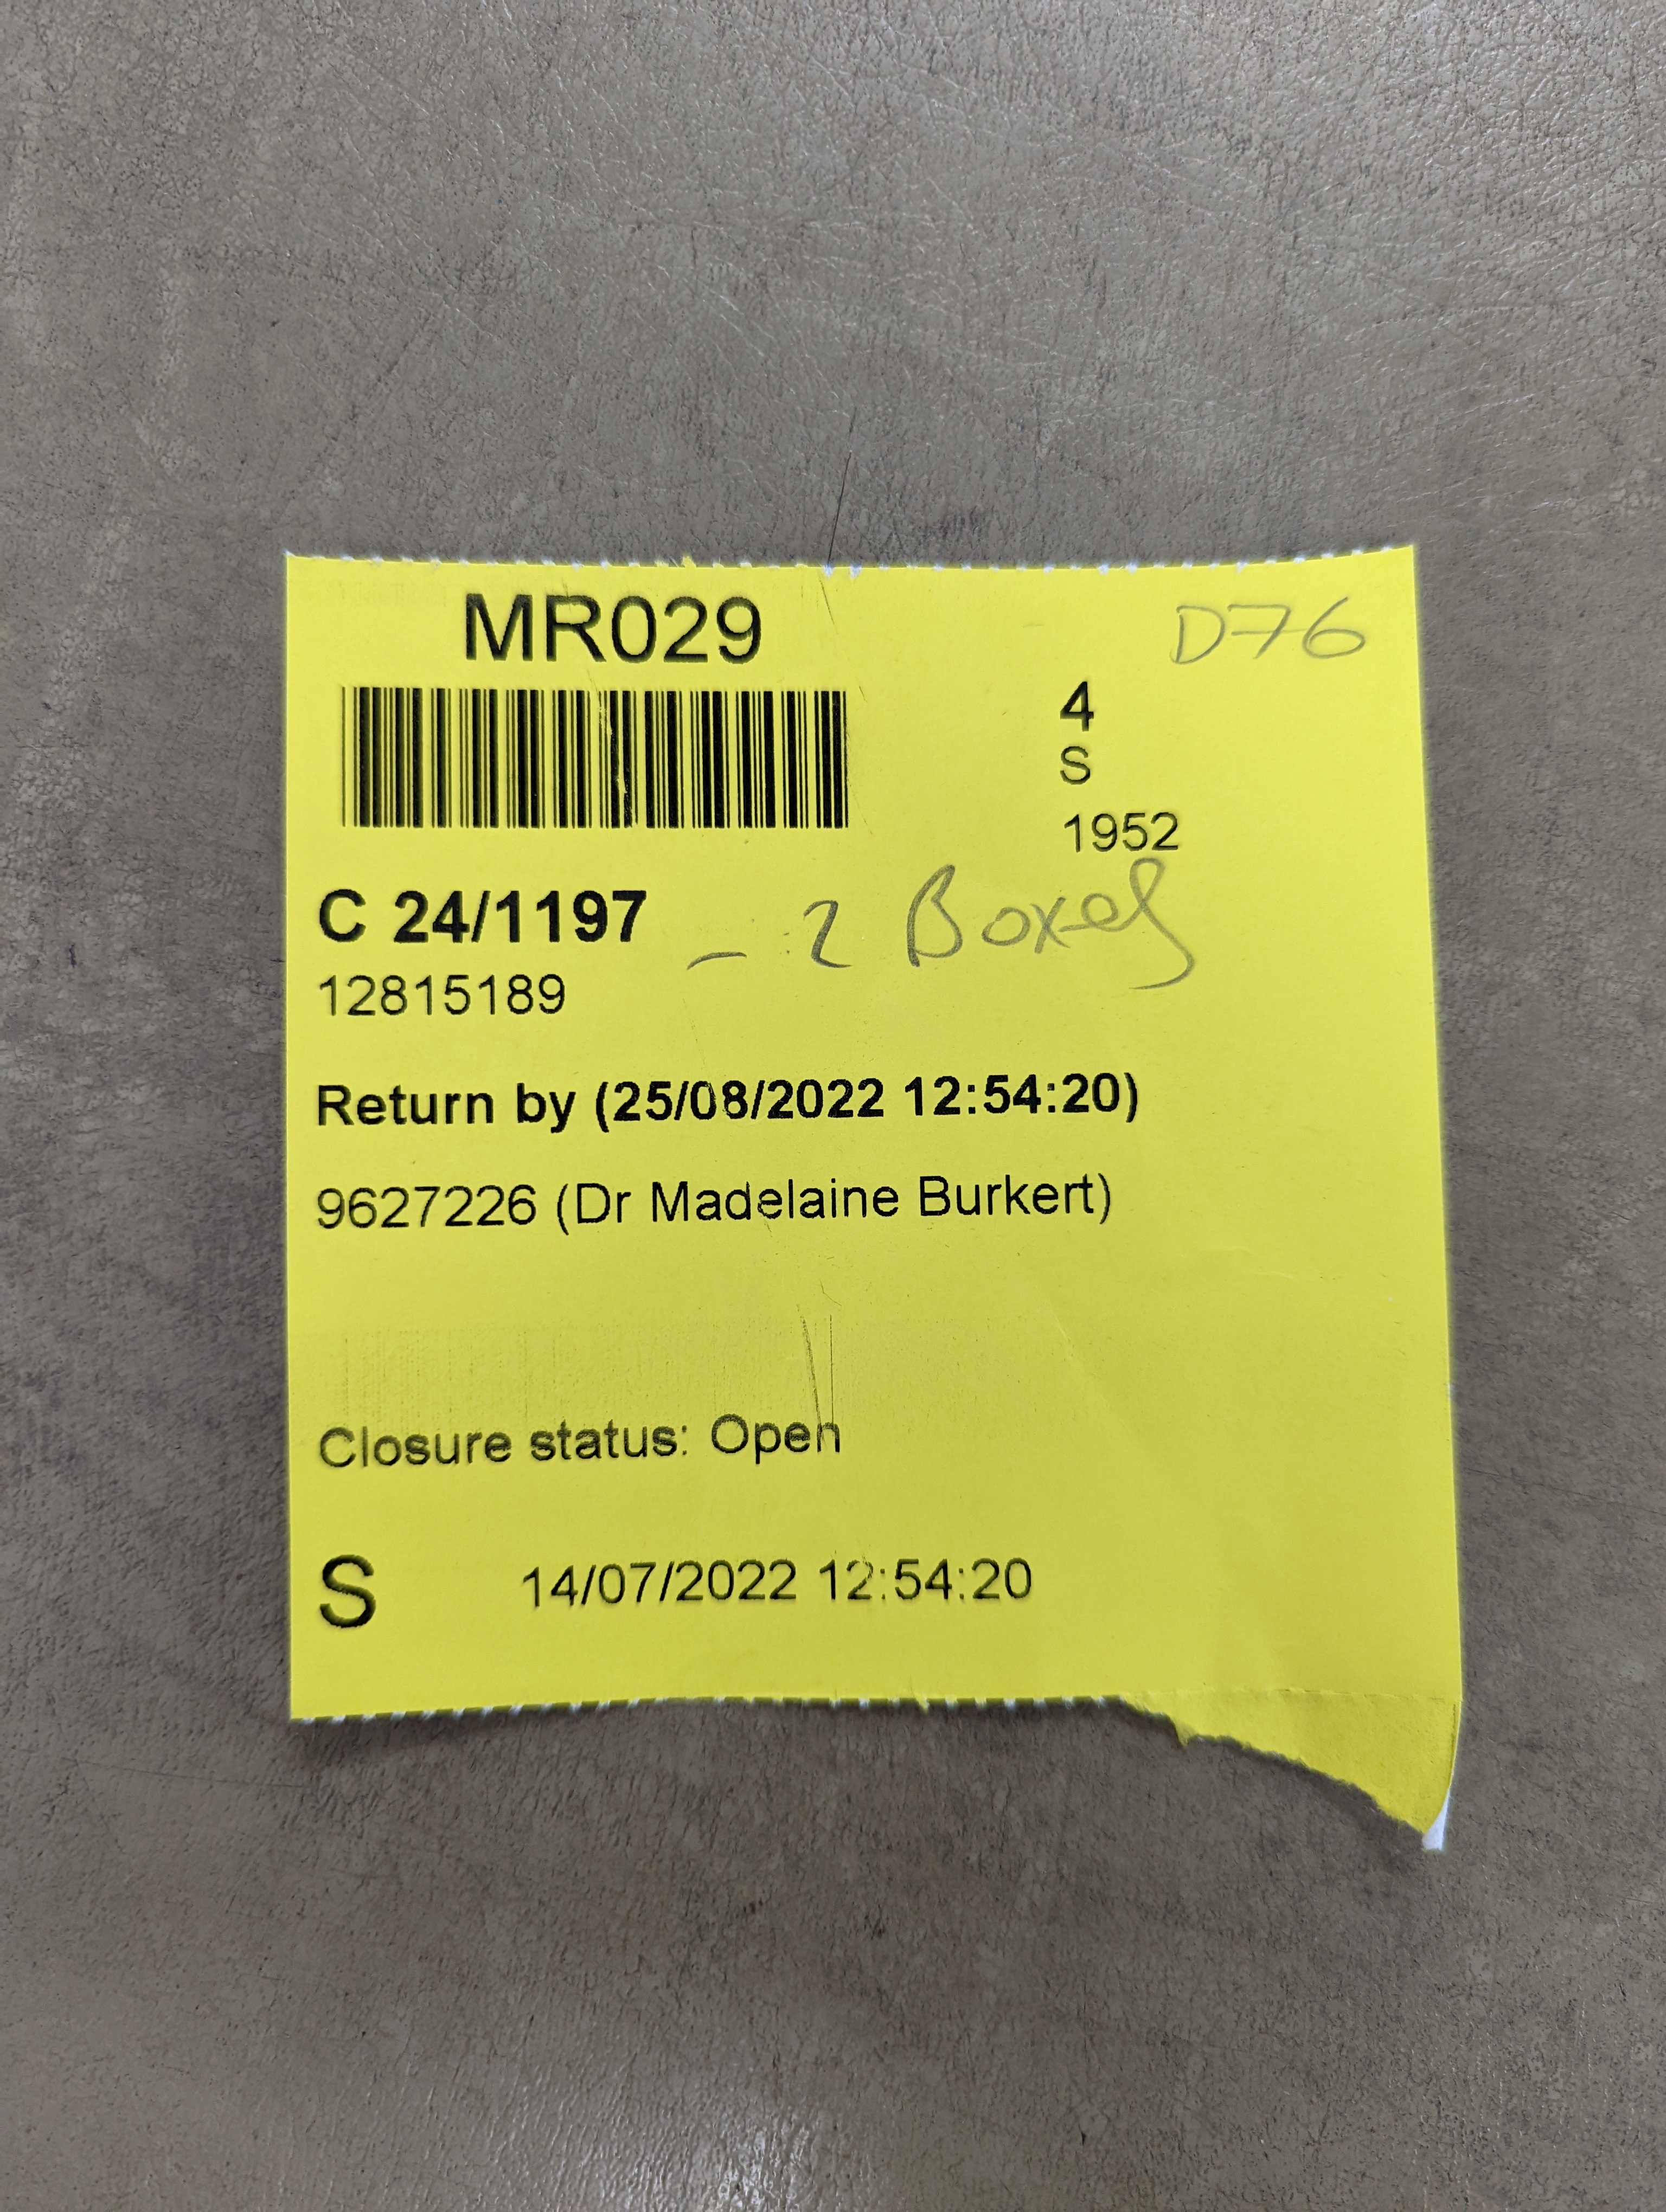 MR029
D76
4
S
1952
C 24/1197 - 2 Boxes
12815189
Return by (25/08/2022 12:54:20)
9627226 (Dr Madelaine Burkert)
Closure status: Open
S 14/07/2022 12:54:20